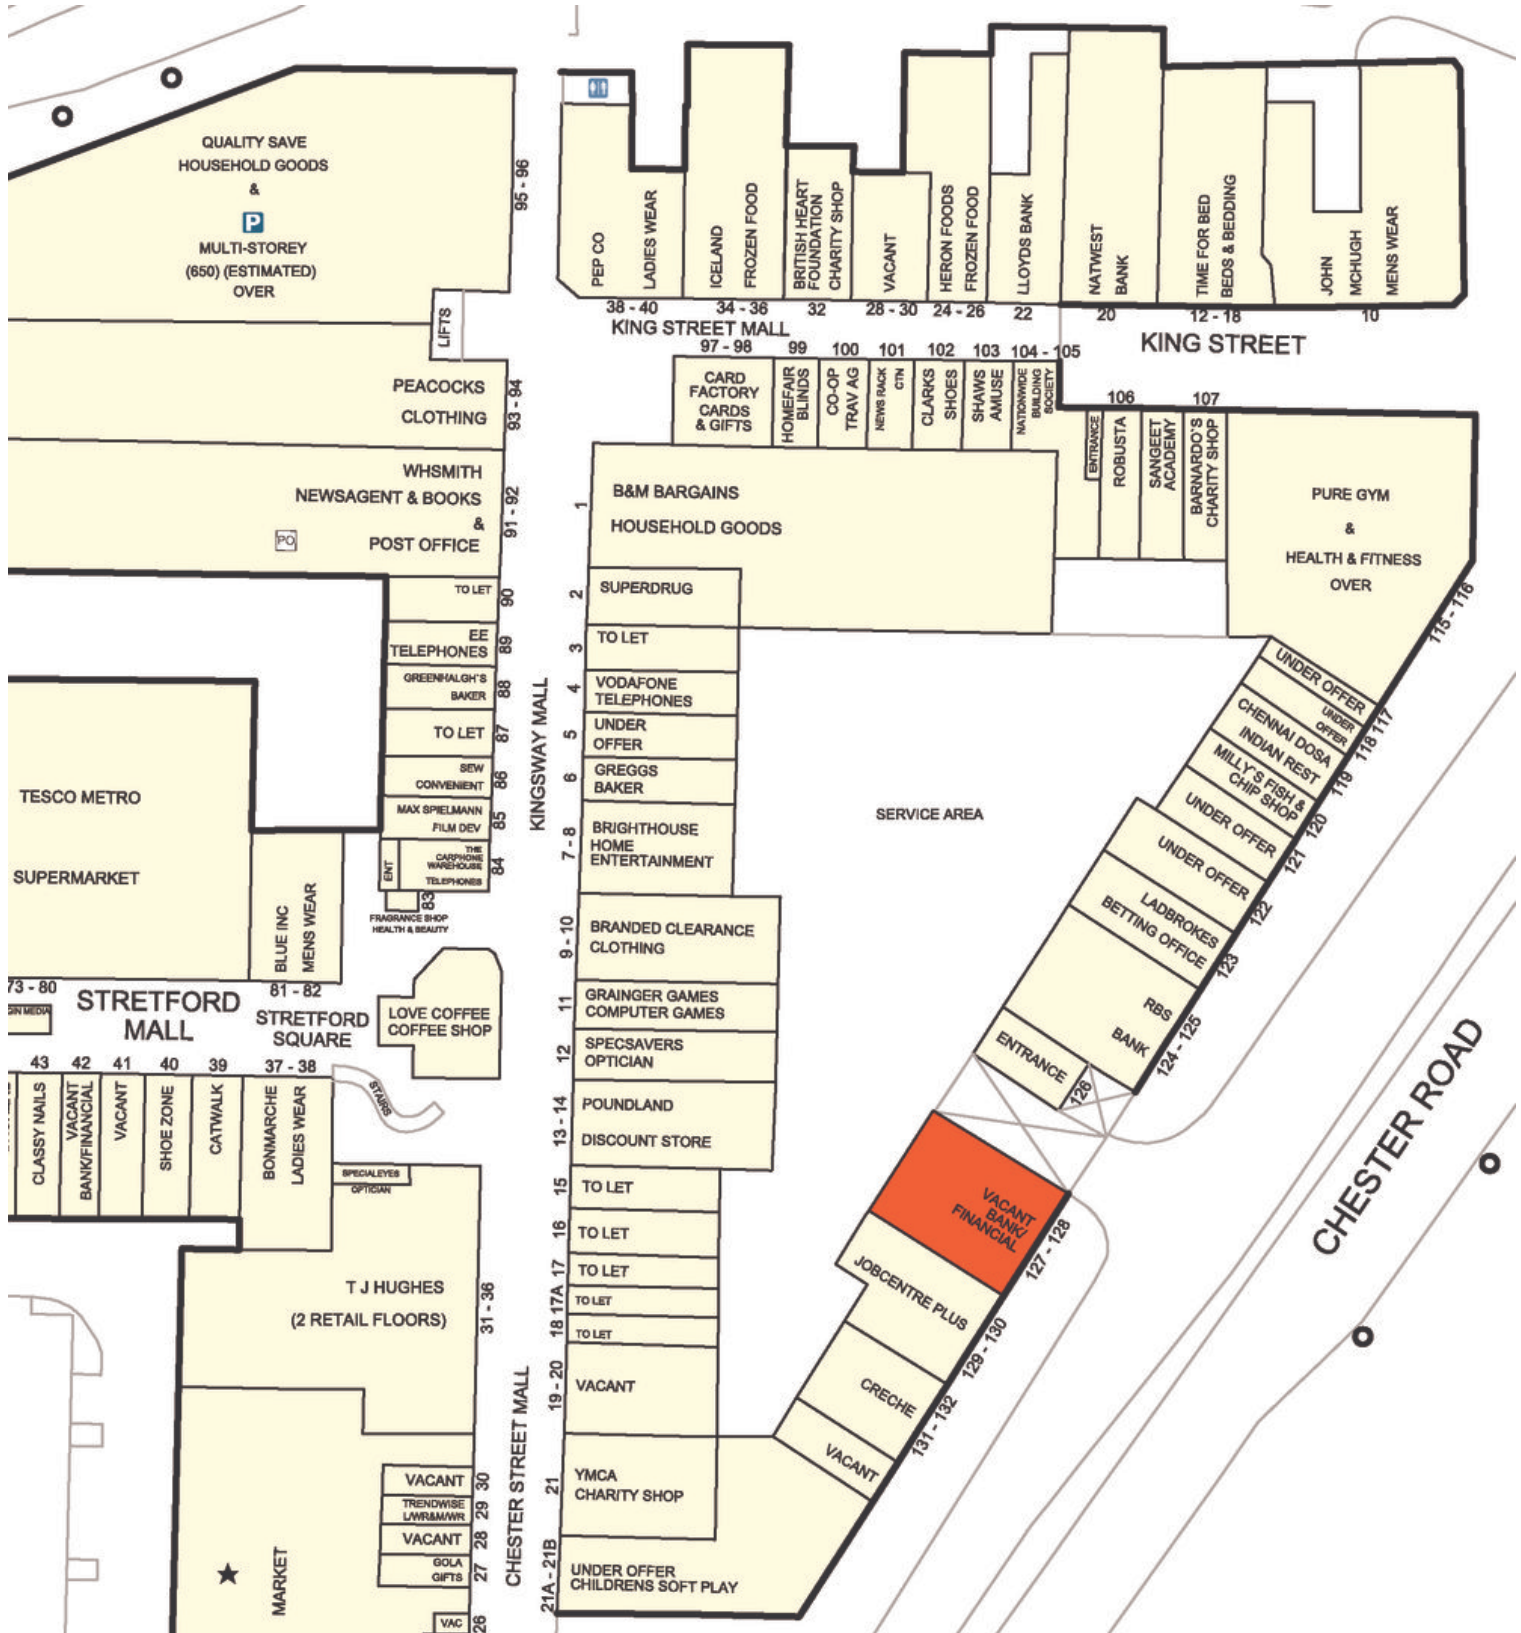 QUALITY SAVE
HOUSEHOLD GOODS
&
P
MULTI-STOREY
(650) (ESTIMATED)
OVER
95 - 96
LIFTS
PEACOCKS
CLOTHING
93 - 94
WHSMITH
NEWSAGENT & BOOKS
&
POST OFFICE
PO
91 - 92
TO LET
90
EE
TELEPHONES
89
GREENHALGH'S
BAKER
88
TO LET
87
SEW
CONVENIENT
86
MAX SPIELMANN
FILM DEV
85
ENT
THE
CARPHONE
WAREHOUSE
TELEPHONES
84
83
FRAGRANCE SHOP
HEALTH & BEAUTY
TESCO METRO
SUPERMARKET
BLUE INC
MENS WEAR
73 - 80
81 - 82
STRETFORD
MALL
STRETFORD
SQUARE
LOVE COFFEE
COFFEE SHOP
GIN MEDIA
43
42
41
40
39
37 - 38
CLASSY NAILS
VACANT
BANK/FINANCIAL
VACANT
SHOE ZONE
CATWALK
BONMARCHE
LADIES WEAR
STAIRS
SPECIALEYES
OPTICIAN
T J HUGHES
(2 RETAIL FLOORS)
31 - 36
VACANT
30
TRENDWISE
L/WR&M/WR
29
VACANT
28
GOLA
GIFTS
27
VAC
26
MARKET
PEP CO
LADIES WEAR
38 - 40
ICELAND
FROZEN FOOD
34 - 36
BRITISH HEART
FOUNDATION
CHARITY SHOP
32
VACANT
28 - 30
HERON FOODS
FROZEN FOOD
24 - 26
LLOYDS BANK
22
NATWEST
BANK
20
TIME FOR BED
BEDS & BEDDING
12 - 18
JOHN
MCHUGH
MENS WEAR
10
KING STREET MALL
KING STREET
97 - 98
CARD
FACTORY
CARDS
& GIFTS
99
HOMEFAIR
BLINDS
100
CO-OP
TRAV AG
101
NEWS RACK
CTN
102
CLARKS
SHOES
103
SHAWS
AMUSE
104 - 105
NATIONWIDE
BUILDING
SOCIETY
ENTRANCE
106
ROBUSTA
SANGEET
ACADEMY
107
BARNARDO'S
CHARITY SHOP
PURE GYM
&
HEALTH & FITNESS
OVER
115 - 116
KINGSWAY MALL
1
B&M BARGAINS
HOUSEHOLD GOODS
2
SUPERDRUG
3
TO LET
4
VODAFONE
TELEPHONES
5
UNDER
OFFER
6
GREGGS
BAKER
7 - 8
BRIGHTHOUSE
HOME
ENTERTAINMENT
9 - 10
BRANDED CLEARANCE
CLOTHING
11
GRAINGER GAMES
COMPUTER GAMES
12
SPECSAVERS
OPTICIAN
13 - 14
POUNDLAND
DISCOUNT STORE
15
TO LET
16
TO LET
17
TO LET
17A
TO LET
18
TO LET
19 - 20
VACANT
21
YMCA
CHARITY SHOP
21A - 21B
UNDER OFFER
CHILDRENS SOFT PLAY
CHESTER STREET MALL
SERVICE AREA
UNDER OFFER
117
UNDER
OFFER
118
CHENNAI DOSA
INDIAN REST
119
MILLY'S FISH &
CHIP SHOP
120
UNDER OFFER
121
UNDER OFFER
122
LADBROKES
BETTING OFFICE
123
RBS
BANK
124 - 125
ENTRANCE
126
VACANT
BANK/
FINANCIAL
127 - 128
JOBCENTRE PLUS
129 - 130
CRECHE
131 - 132
VACANT
CHESTER ROAD